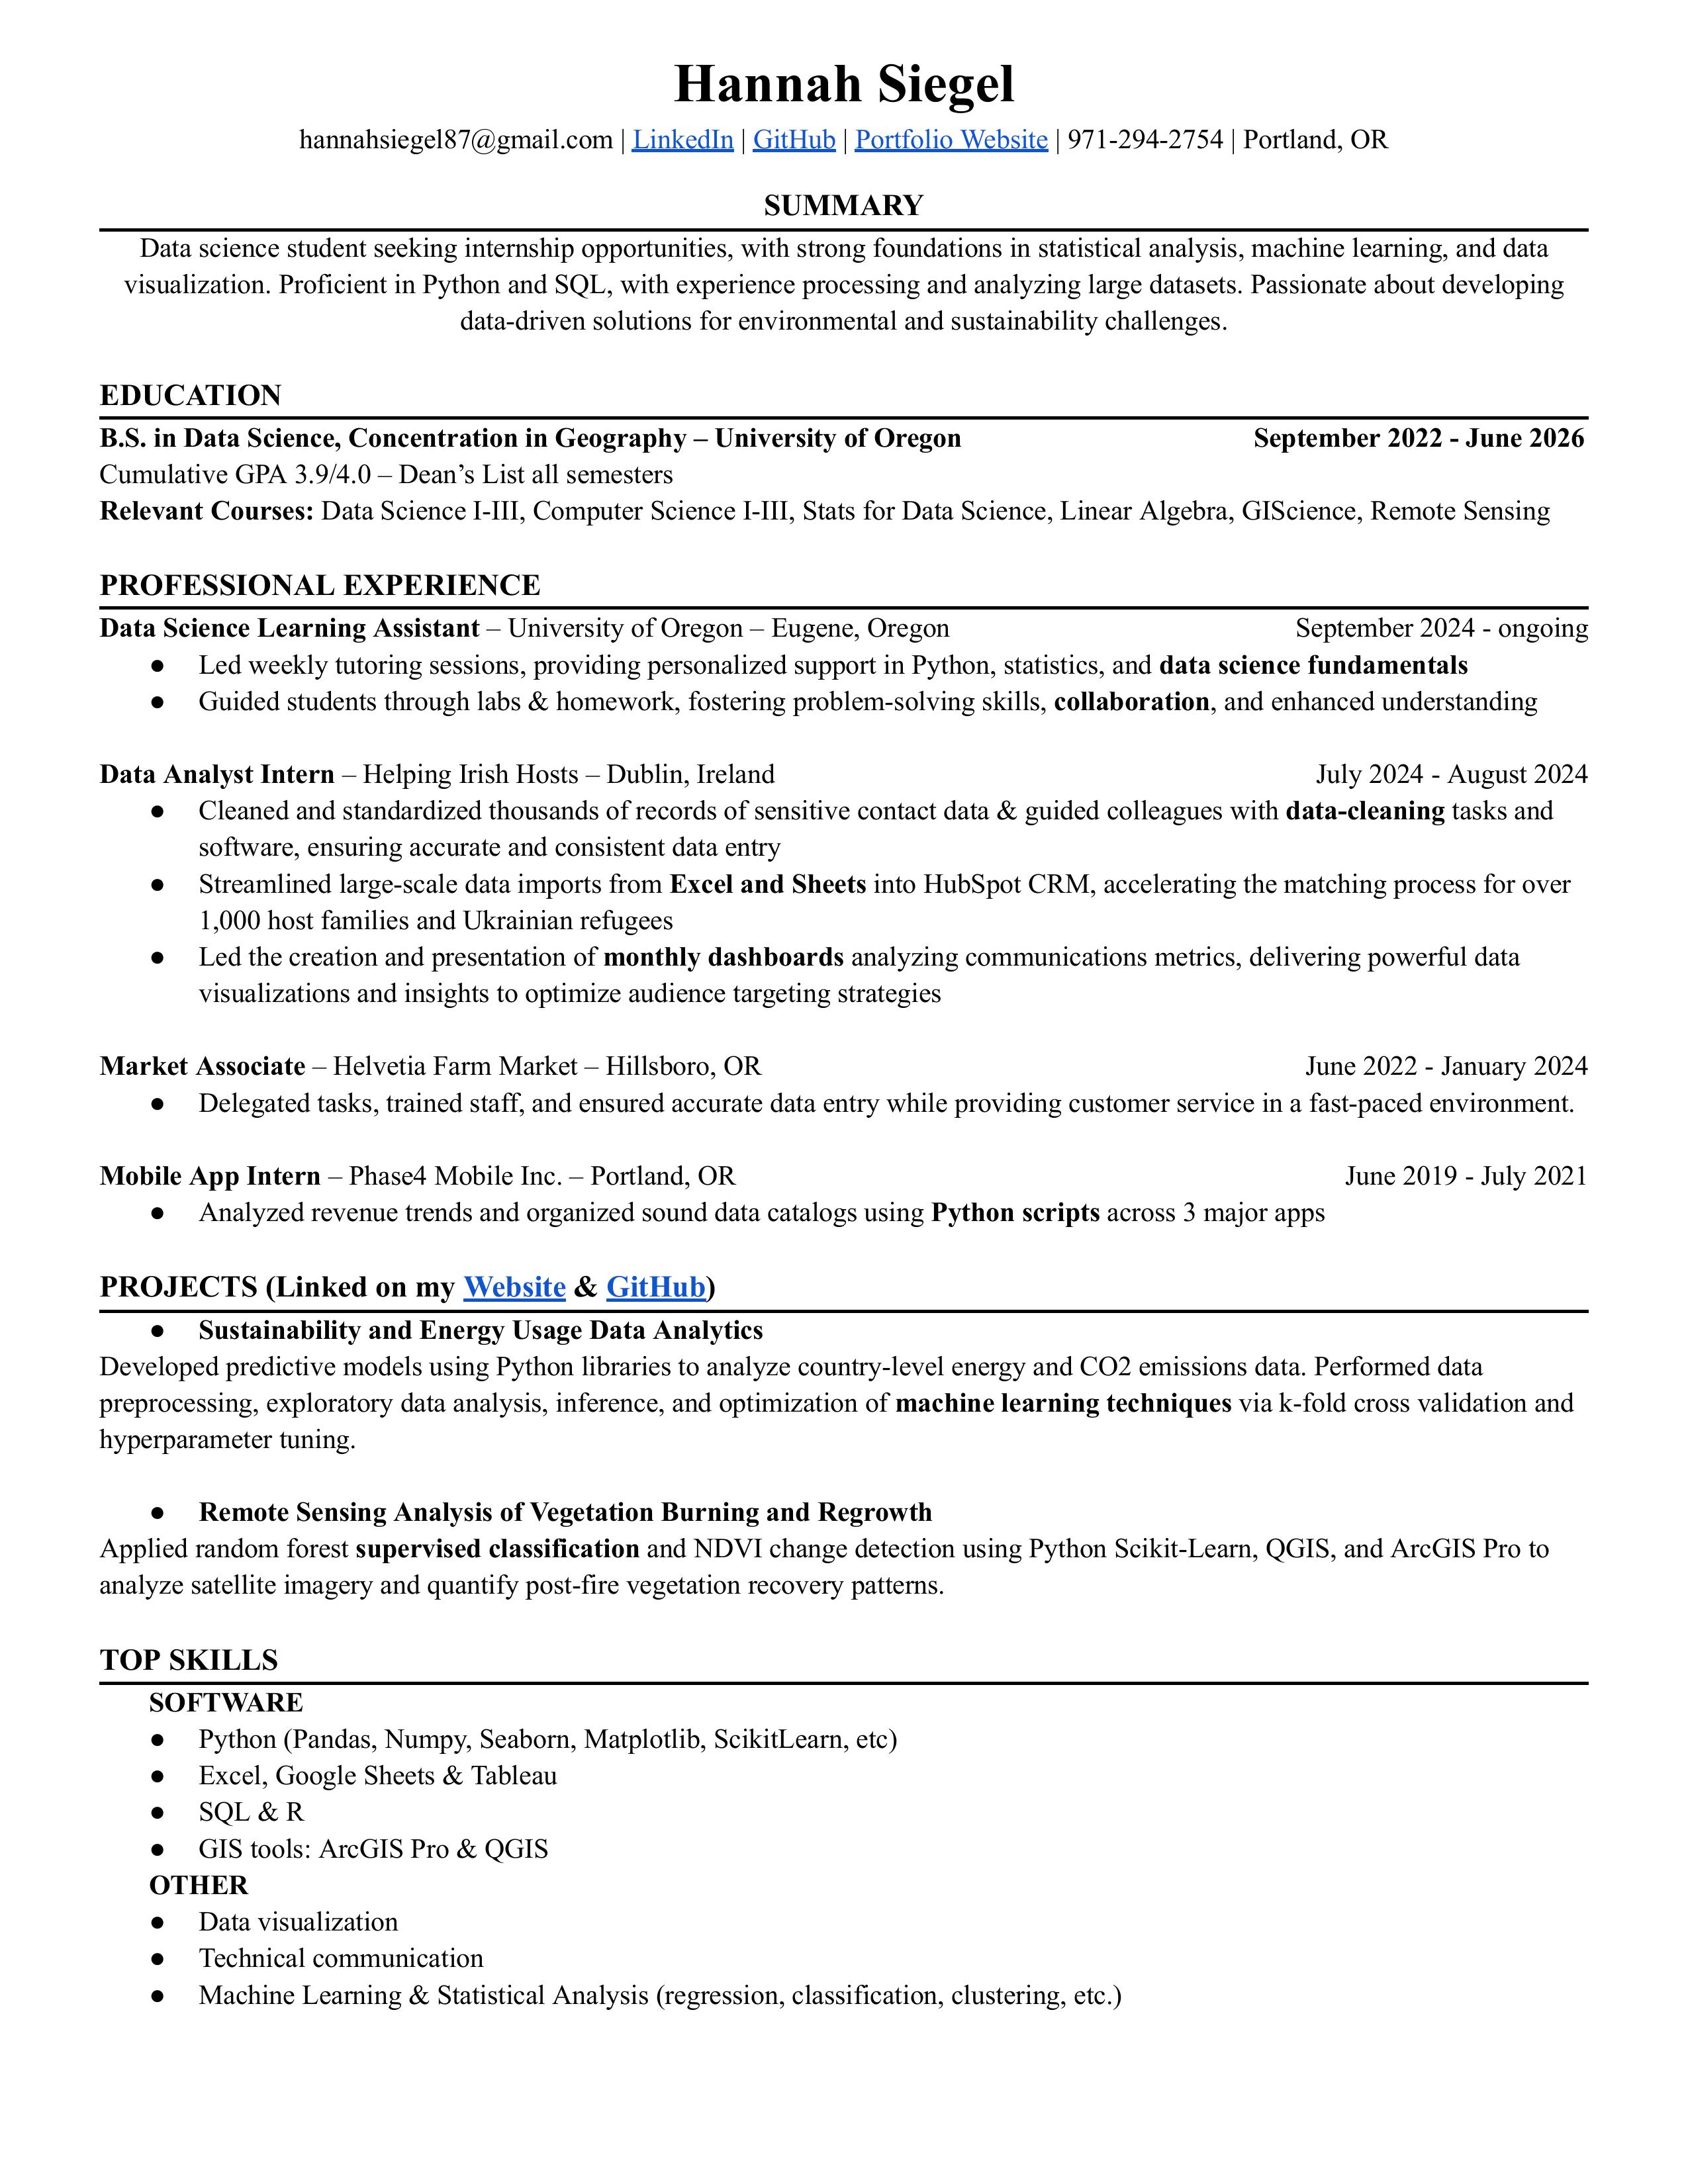 Hannah Siegel
hannahsiegel87@gmail.com | LinkedIn | GitHub | Portfolio Website | 971-294-2754 | Portland, OR
SUMMARY
Data science student seeking internship opportunities, with strong foundations in statistical analysis, machine learning, and data
visualization. Proficient in Python and SQL, with experience processing and analyzing large datasets. Passionate about developing
data-driven solutions for environmental and sustainability challenges.
EDUCATION
B.S. in Data Science, Concentration in Geography – University of Oregon September 2022 - June 2026
Cumulative GPA 3.9/4.0 – Dean’s List all semesters
Relevant Courses: Data Science I-III, Computer Science I-III, Stats for Data Science, Linear Algebra, GIScience, Remote Sensing
PROFESSIONAL EXPERIENCE
Data Science Learning Assistant – University of Oregon – Eugene, Oregon September 2024 - ongoing
● Led weekly tutoring sessions, providing personalized support in Python, statistics, and data science fundamentals
● Guided students through labs & homework, fostering problem-solving skills, collaboration, and enhanced understanding
Data Analyst Intern – Helping Irish Hosts – Dublin, Ireland July 2024 - August 2024
● Cleaned and standardized thousands of records of sensitive contact data & guided colleagues with data-cleaning tasks and
software, ensuring accurate and consistent data entry
● Streamlined large-scale data imports from Excel and Sheets into HubSpot CRM, accelerating the matching process for over
1,000 host families and Ukrainian refugees
● Led the creation and presentation of monthly dashboards analyzing communications metrics, delivering powerful data
visualizations and insights to optimize audience targeting strategies
Market Associate – Helvetia Farm Market – Hillsboro, OR June 2022 - January 2024
● Delegated tasks, trained staff, and ensured accurate data entry while providing customer service in a fast-paced environment.
Mobile App Intern – Phase4 Mobile Inc. – Portland, OR June 2019 - July 2021
● Analyzed revenue trends and organized sound data catalogs using Python scripts across 3 major apps
PROJECTS (Linked on my Website & GitHub)
● Sustainability and Energy Usage Data Analytics
Developed predictive models using Python libraries to analyze country-level energy and CO2 emissions data. Performed data
preprocessing, exploratory data analysis, inference, and optimization of machine learning techniques via k-fold cross validation and
hyperparameter tuning.
● Remote Sensing Analysis of Vegetation Burning and Regrowth
Applied random forest supervised classification and NDVI change detection using Python Scikit-Learn, QGIS, and ArcGIS Pro to
analyze satellite imagery and quantify post-fire vegetation recovery patterns.
TOP SKILLS
SOFTWARE
● Python (Pandas, Numpy, Seaborn, Matplotlib, ScikitLearn, etc)
● Excel, Google Sheets & Tableau
● SQL & R
● GIS tools: ArcGIS Pro & QGIS
OTHER
● Data visualization
● Technical communication
● Machine Learning & Statistical Analysis (regression, classification, clustering, etc.)